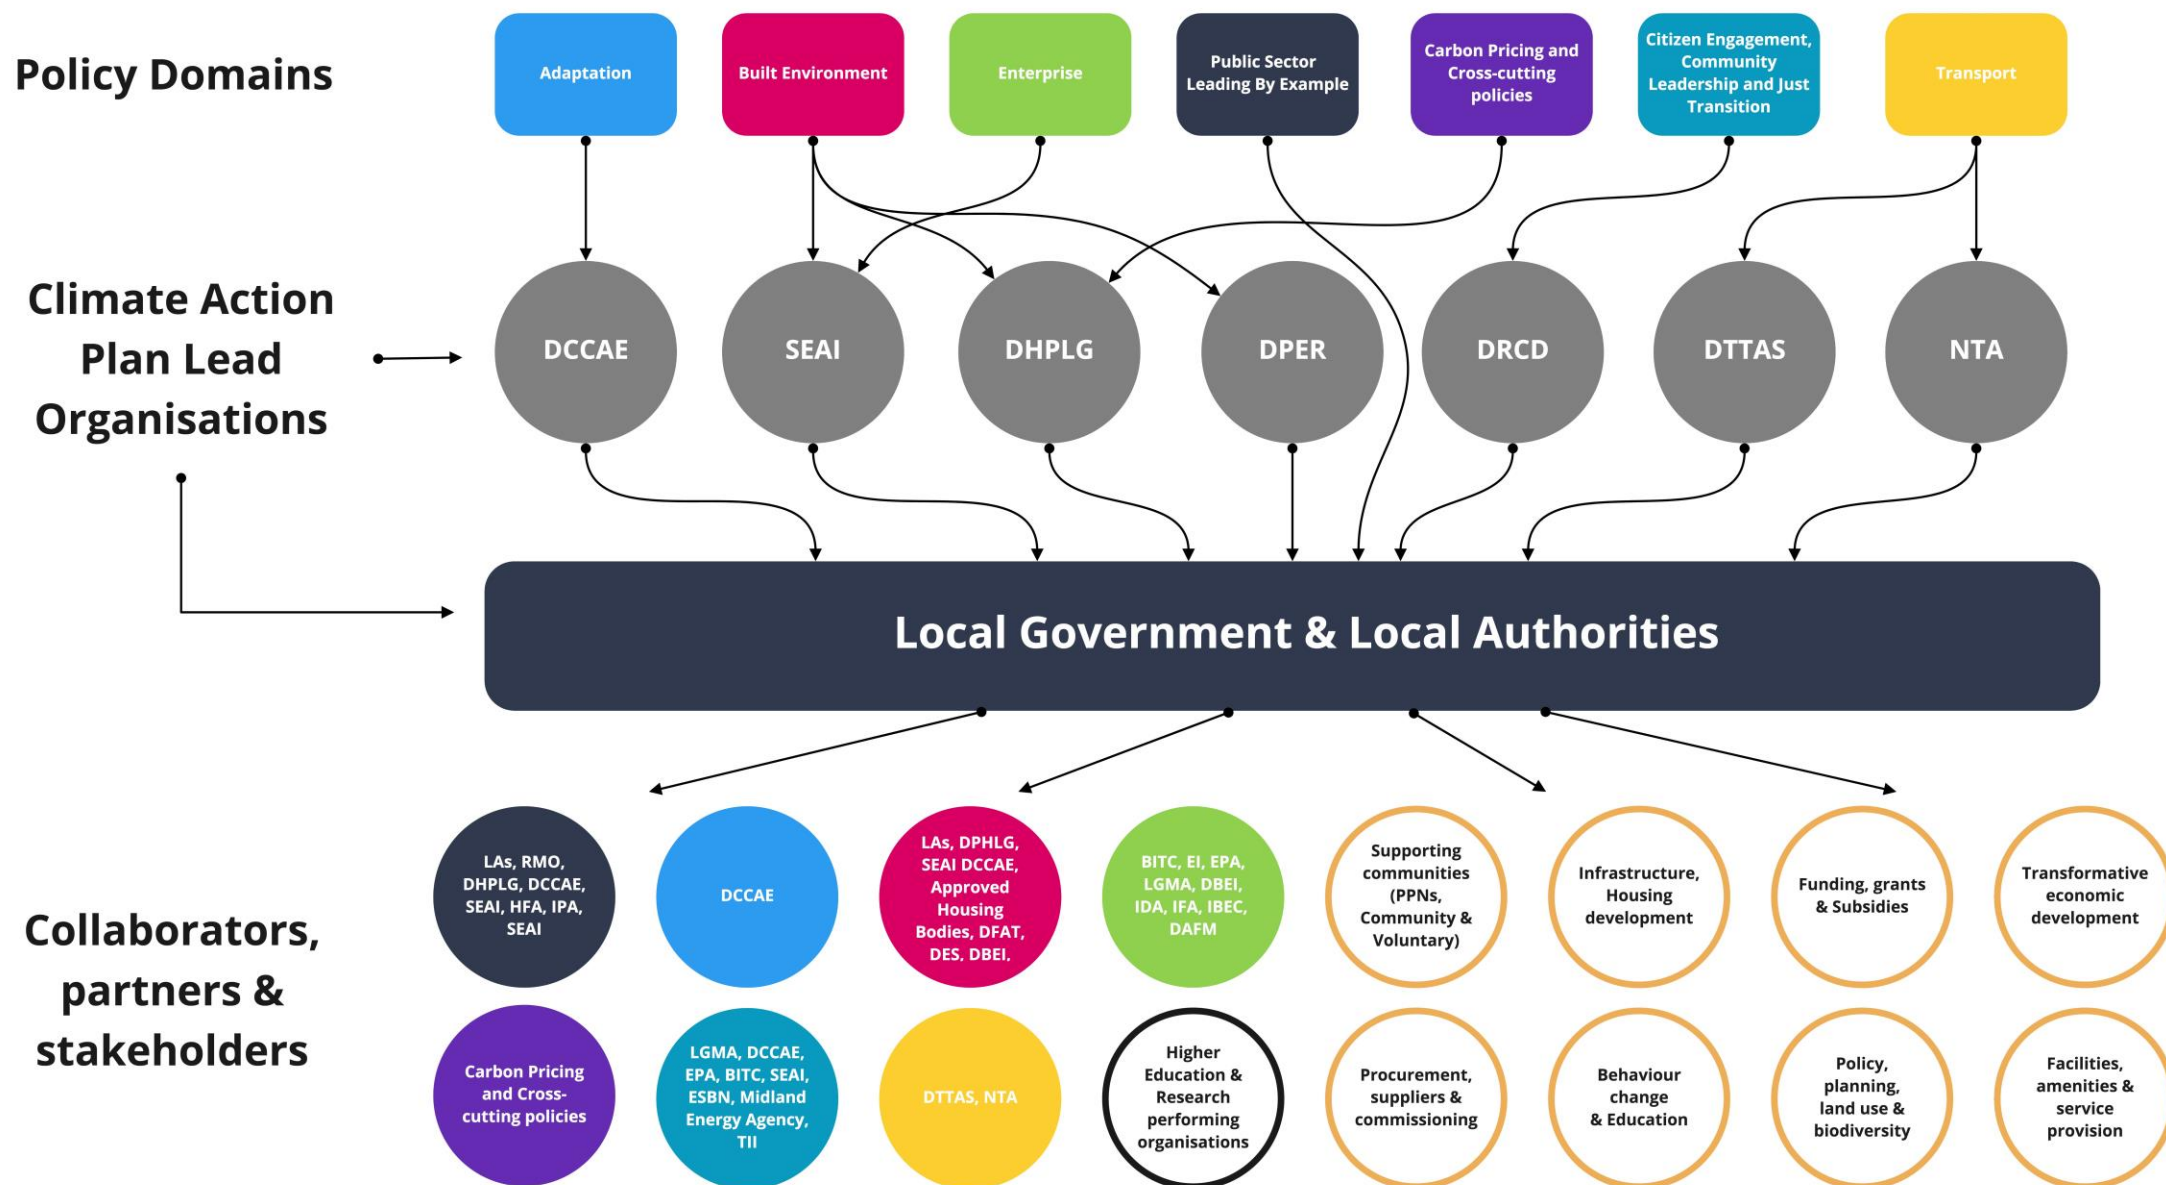 Policy Domains
Adaptation
Built Environment
Enterprise
Public Sector
Leading By Example
Carbon Pricing and
Cross-cutting
policies
Citizen Engagement,
Community
Leadership and Just
Transition
Transport
Climate Action
Plan Lead
Organisations
DCCAE
SEAI
DHPLG
DPER
DRCD
DTTAS
NTA
Local Government & Local Authorities
Collaborators,
partners &
stakeholders
LAs, RMO,
DHPLG, DCCAE,
SEAI, HFA, IPA,
SEAI
DCCAE
LAs, DPHLG,
SEAI DCCAE,
Approved
Housing
Bodies, DFAT,
DES, DBEI,
BITC, EI, EPA,
LGMA, DBEI,
IDA, IFA, IBEC,
DAFM
Supporting
communities
(PPNs,
Community &
Voluntary)
Infrastructure,
Housing
development
Funding, grants
& Subsidies
Transformative
economic
development
Carbon Pricing
and Cross-
cutting policies
LGMA, DCCAE,
EPA, BITC, SEAI,
ESBN, Midland
Energy Agency,
TII
DTTAS, NTA
Higher
Education &
Research
performing
organisations
Procurement,
suppliers &
commissioning
Behaviour
change
& Education
Policy,
planning,
land use &
biodiversity
Facilities,
amenities &
service
provision